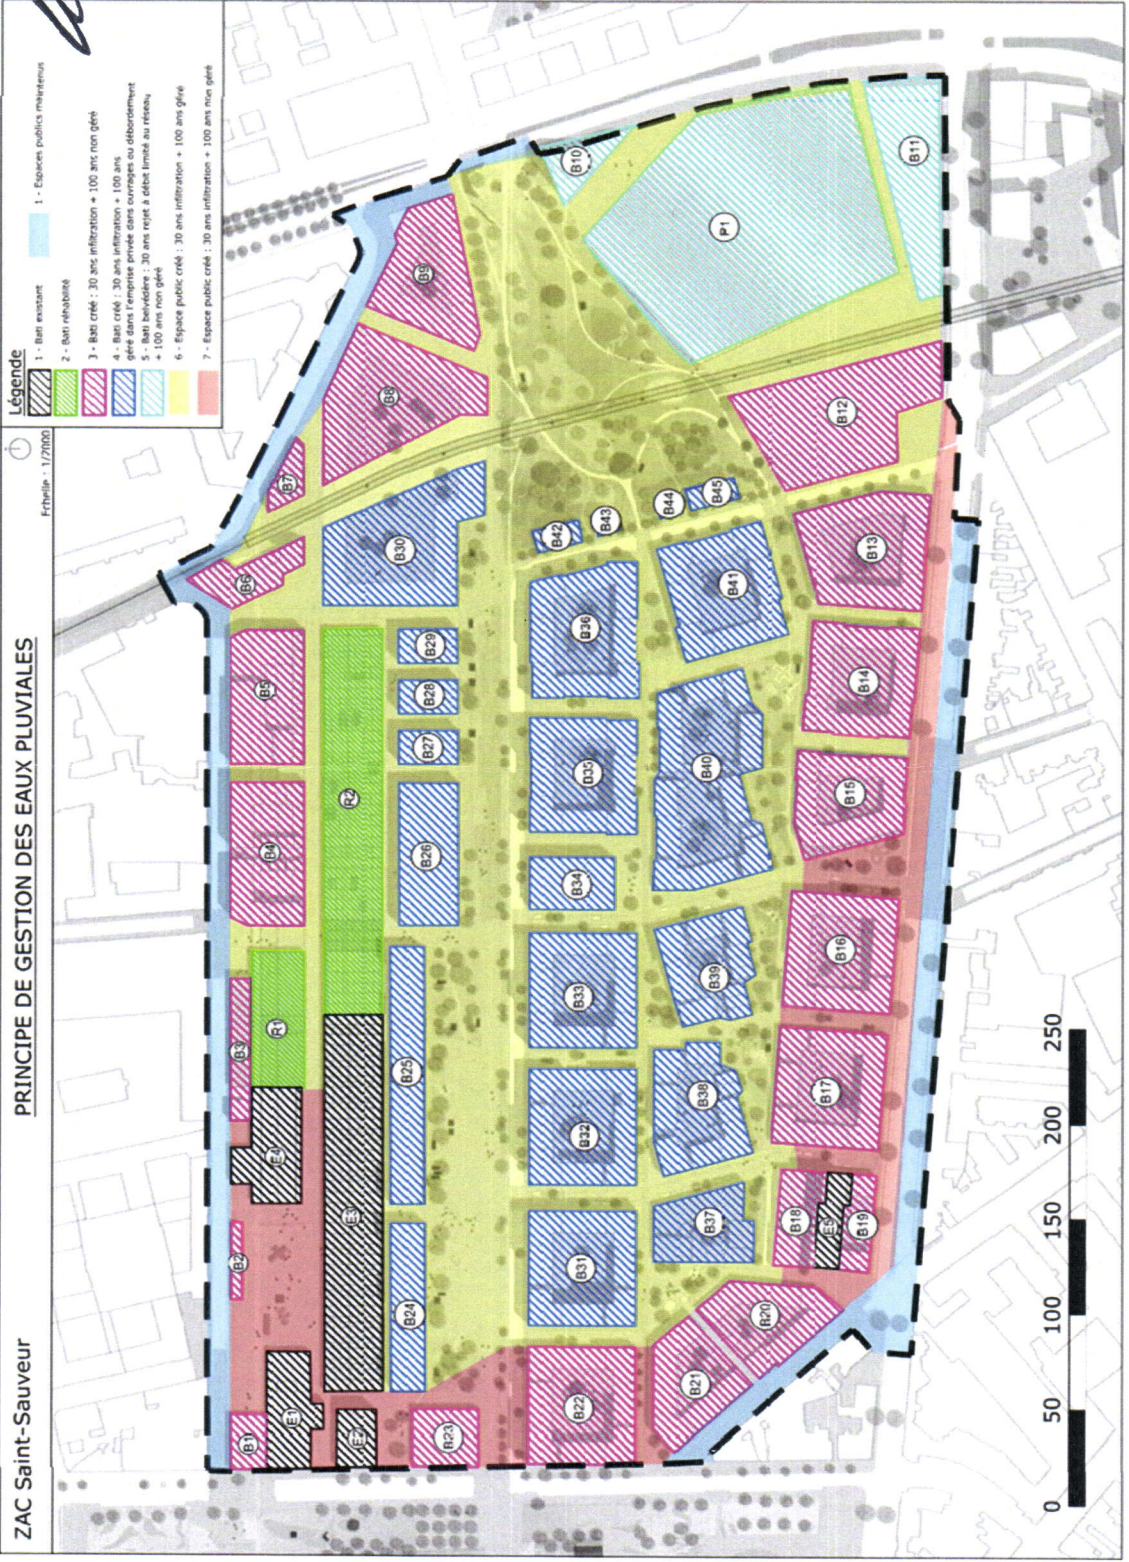 ZAC Saint-Sauveur
PRINCIPE DE GESTION DES EAUX PLUVIALES
Echelle - 1/2000
Légende
1 - Bati existant
1 - Espaces publics maintenus
2 - Bati réhabilité
3 - Bati créé : 30 ans infiltration + 100 ans non géré
4 - Bati créé : 30 ans infiltration + 100 ans
géré dans l'emprise privée dans ouvrages ou débordement
5 - Bati belvédère : 30 ans rejet à débit limité au réseau
+ 100 ans non géré
6 - Espace public créé : 30 ans infiltration + 100 ans géré
7 - Espace public créé : 30 ans infiltration + 100 ans non géré
B1
B2
B3
B4
B5
B6
B7
B8
B9
B10
B11
P1
E1
E2
E3
E4
R1
R2
B23
B24
B25
B26
B27
B28
B29
B30
B22
B31
B32
B33
B34
B35
B36
B42
B43
B44
B45
B21
B20
B37
B38
B39
B40
B41
B12
B18
E5
B19
B17
B16
B15
B14
B13
0
50
100
150
200
250